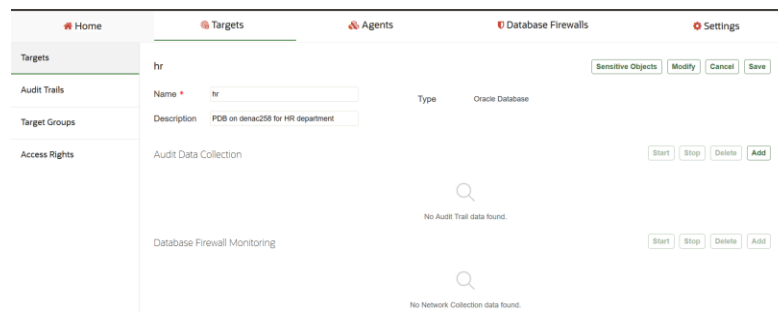 Home Targets Agents Database Firewalls Settings
Targets
Audit Trails
Target Groups
Access Rights
hr Sensitive Objects Modify Cancel Save
Name * hr Type Oracle Database
Description PDB on denac258 for HR department
Audit Data Collection Start Stop Delete Add
No Audit Trail data found.
Database Firewall Monitoring Start Stop Delete Add
No Network Collection data found.